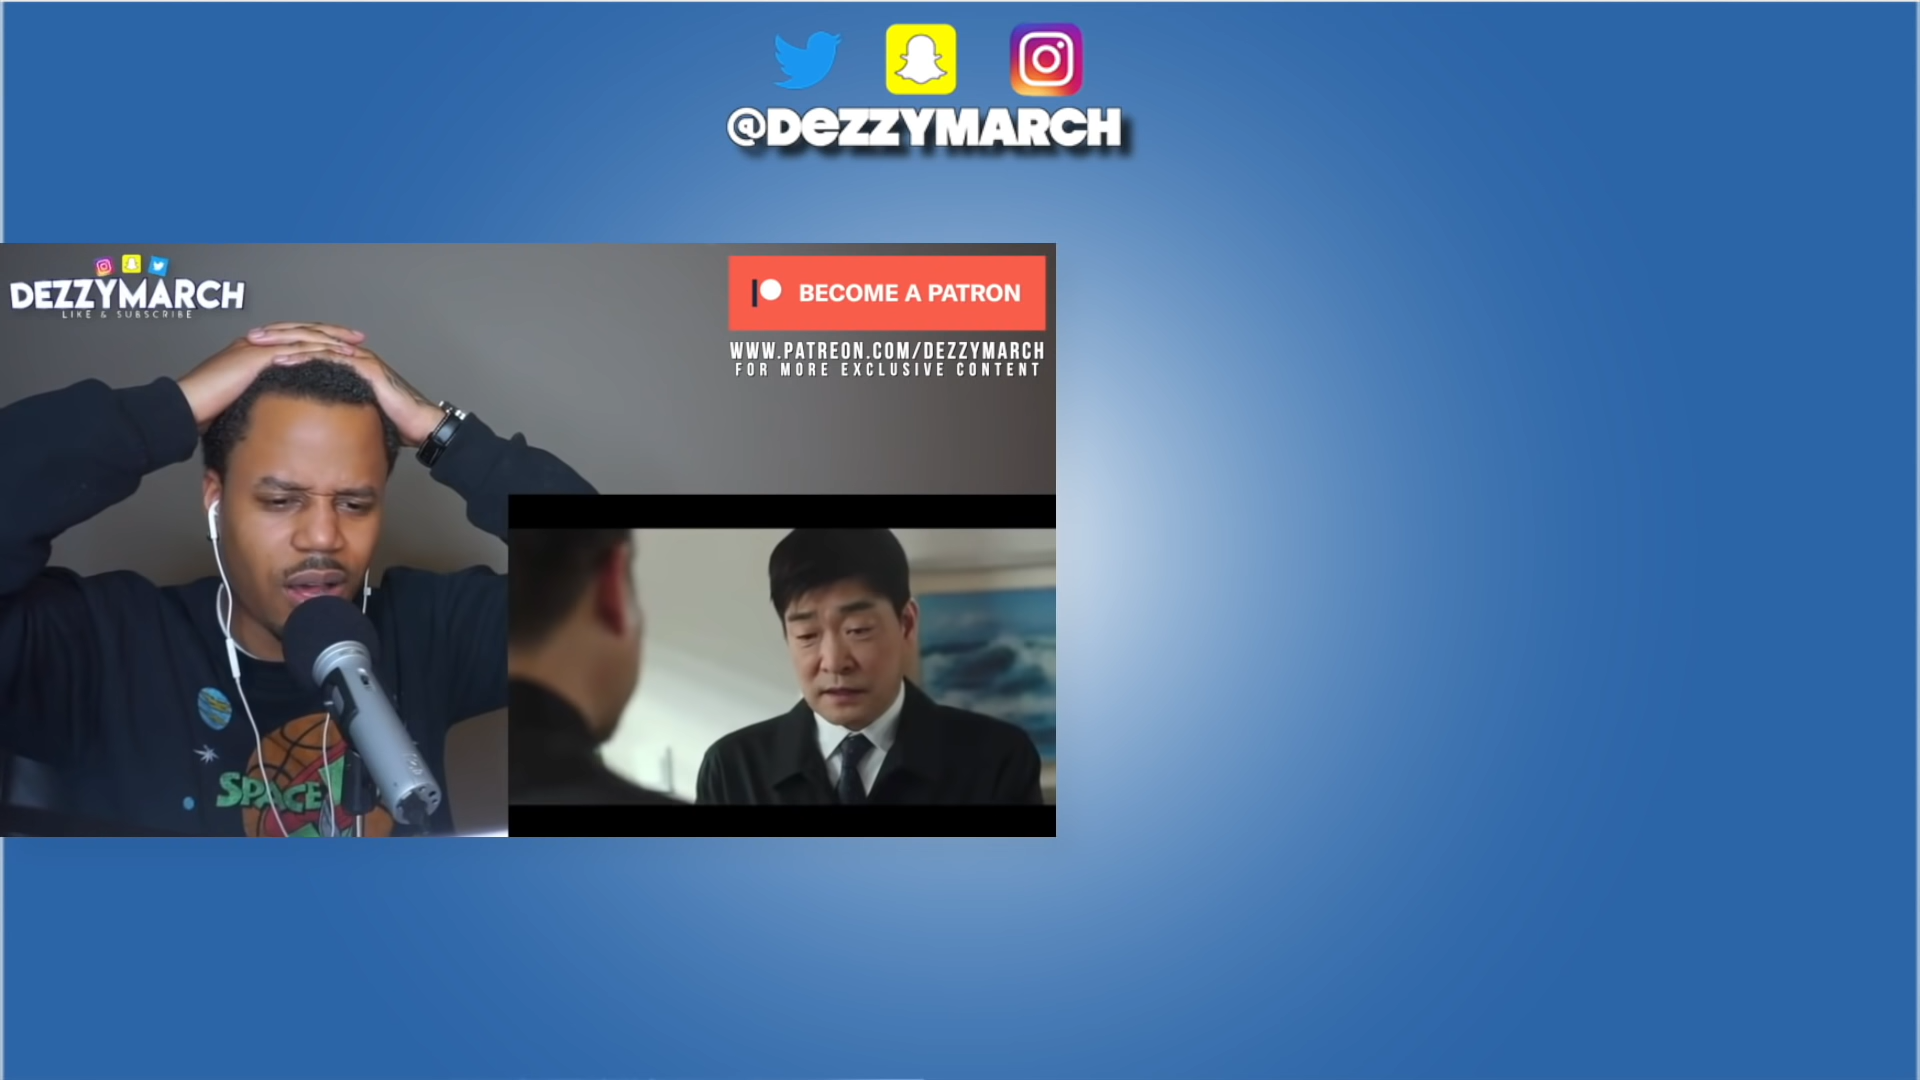 @DEZZYMARCH
DEZZYMARCH
LIKE & SUBSCRIBE
BECOME A PATRON
WWW.PATREON.COM/DEZZYMARCH
FOR MORE EXCLUSIVE CONTENT
SPACE